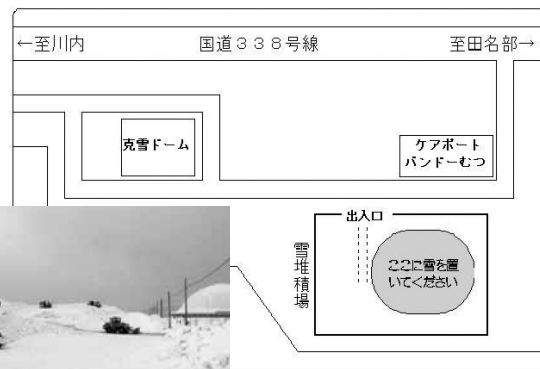 ←至川内
国道338号線
至田名部→
克雪ドーム
ケアポート
バンドーむつ
出入口
雪堆積場
ここに雪を置
いてください